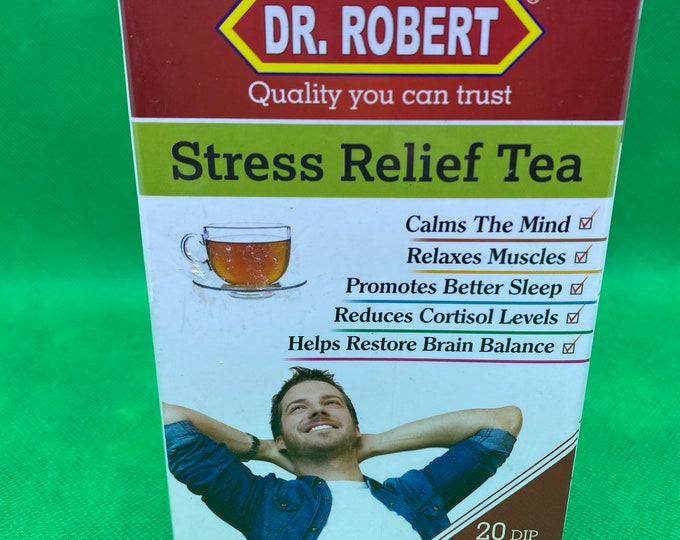 DR. ROBERT
Quality you can trust
Stress Relief Tea
Calms The Mind
Relaxes Muscles
Promotes Better Sleep
Reduces Cortisol Levels
Helps Restore Brain Balance
20 DIP